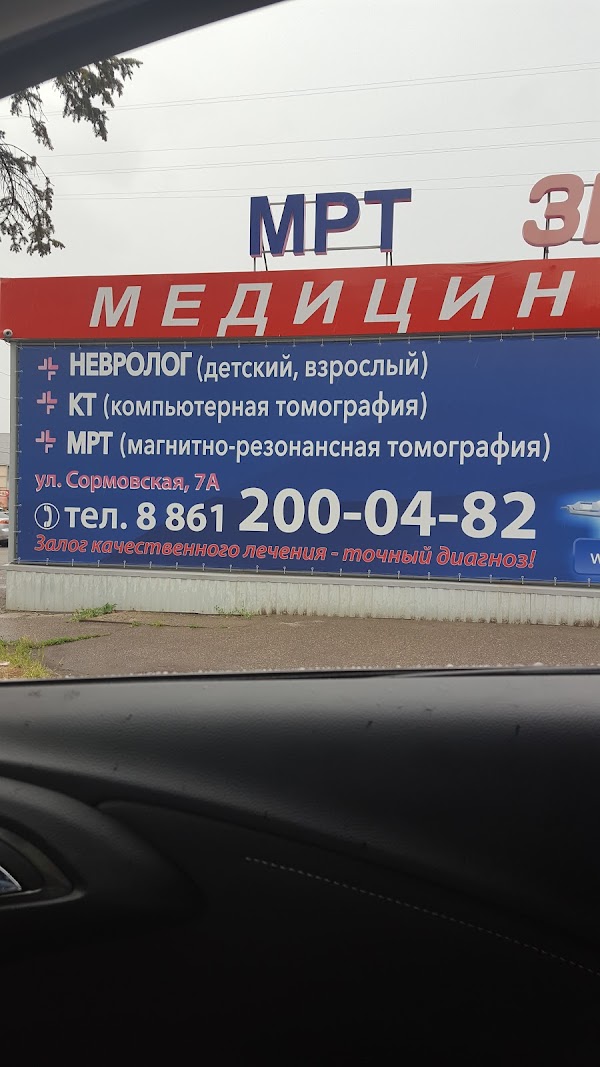 МРТ
МЕДИЦИН
НЕВРОЛОГ (детский, взрослый)
КТ (компьютерная томография)
МРТ (магнитно-резонансная томография)
ул. Сормовская, 7А
тел. 8 861 200-04-82
Залог качественного лечения - точный диагноз!